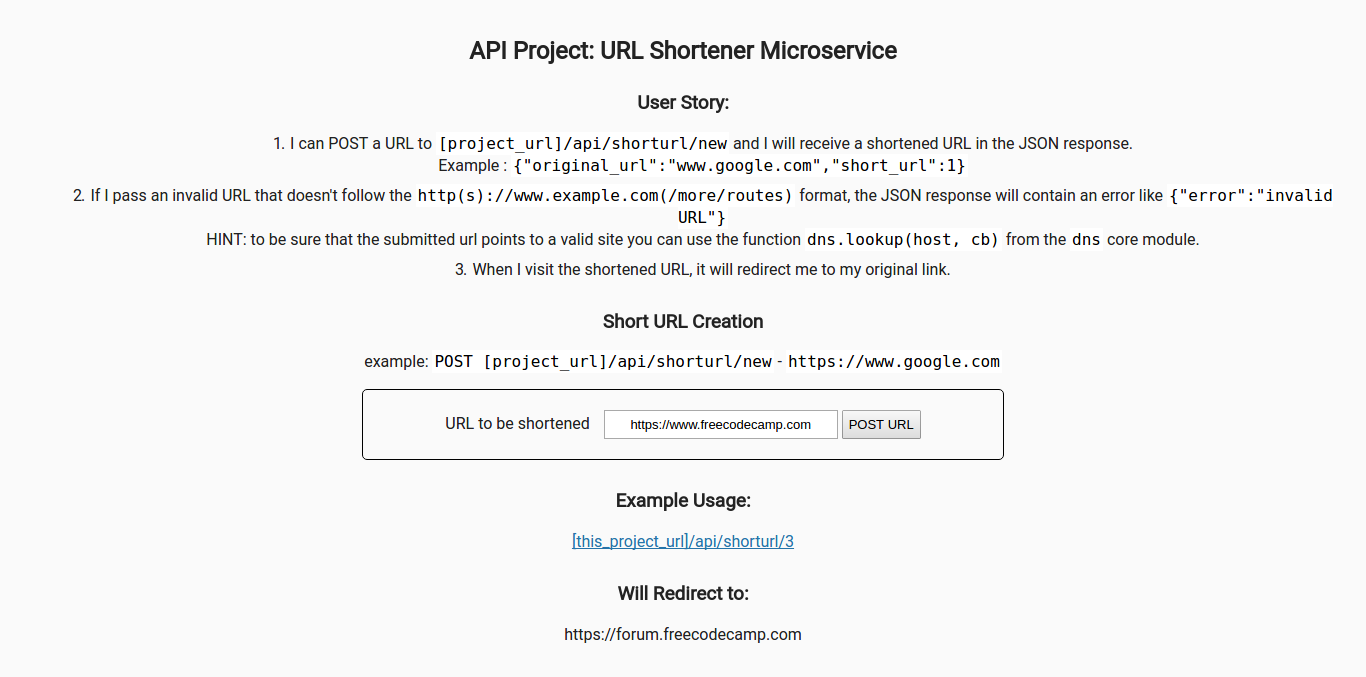 API Project: URL Shortener Microservice
User Story:
1. I can POST a URL to [project_url]/api/shorturl/new and I will receive a shortened URL in the JSON response.
Example : {"original_url":"www.google.com","short_url":1}
2. If I pass an invalid URL that doesn't follow the http(s)://www.example.com(/more/routes) format, the JSON response will contain an error like {"error":"invalid
URL"}
HINT: to be sure that the submitted url points to a valid site you can use the function dns.lookup(host, cb) from the dns core module.
3. When I visit the shortened URL, it will redirect me to my original link.
Short URL Creation
example: POST [project_url]/api/shorturl/new - https://www.google.com
URL to be shortened https://www.freecodecamp.com POST URL
Example Usage:
[this_project_url]/api/shorturl/3
Will Redirect to:
https://forum.freecodecamp.com